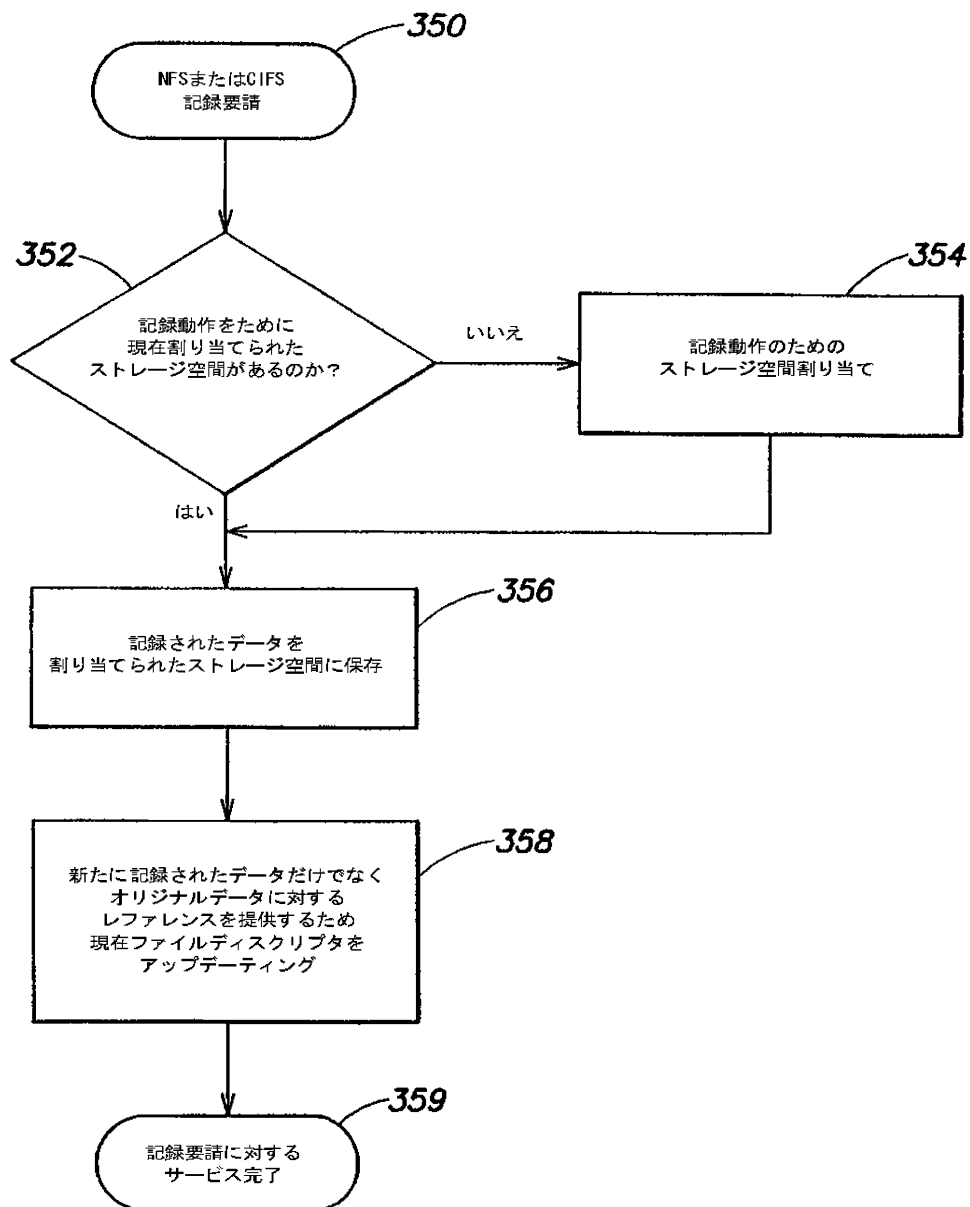 350
NFSまたはCIFS
記録要請
352
記録動作をために
現在割り当てられた
ストレージ空間があるのか？
いいえ
354
記録動作のための
ストレージ空間割り当て
はい
356
記録されたデータを
割り当てられたストレージ空間に保存
358
新たに記録されたデータだけでなく
オリジナルデータに対する
レファレンスを提供するため
現在ファイルディスクリプタを
アップデーティング
359
記録要請に対する
サービス完了